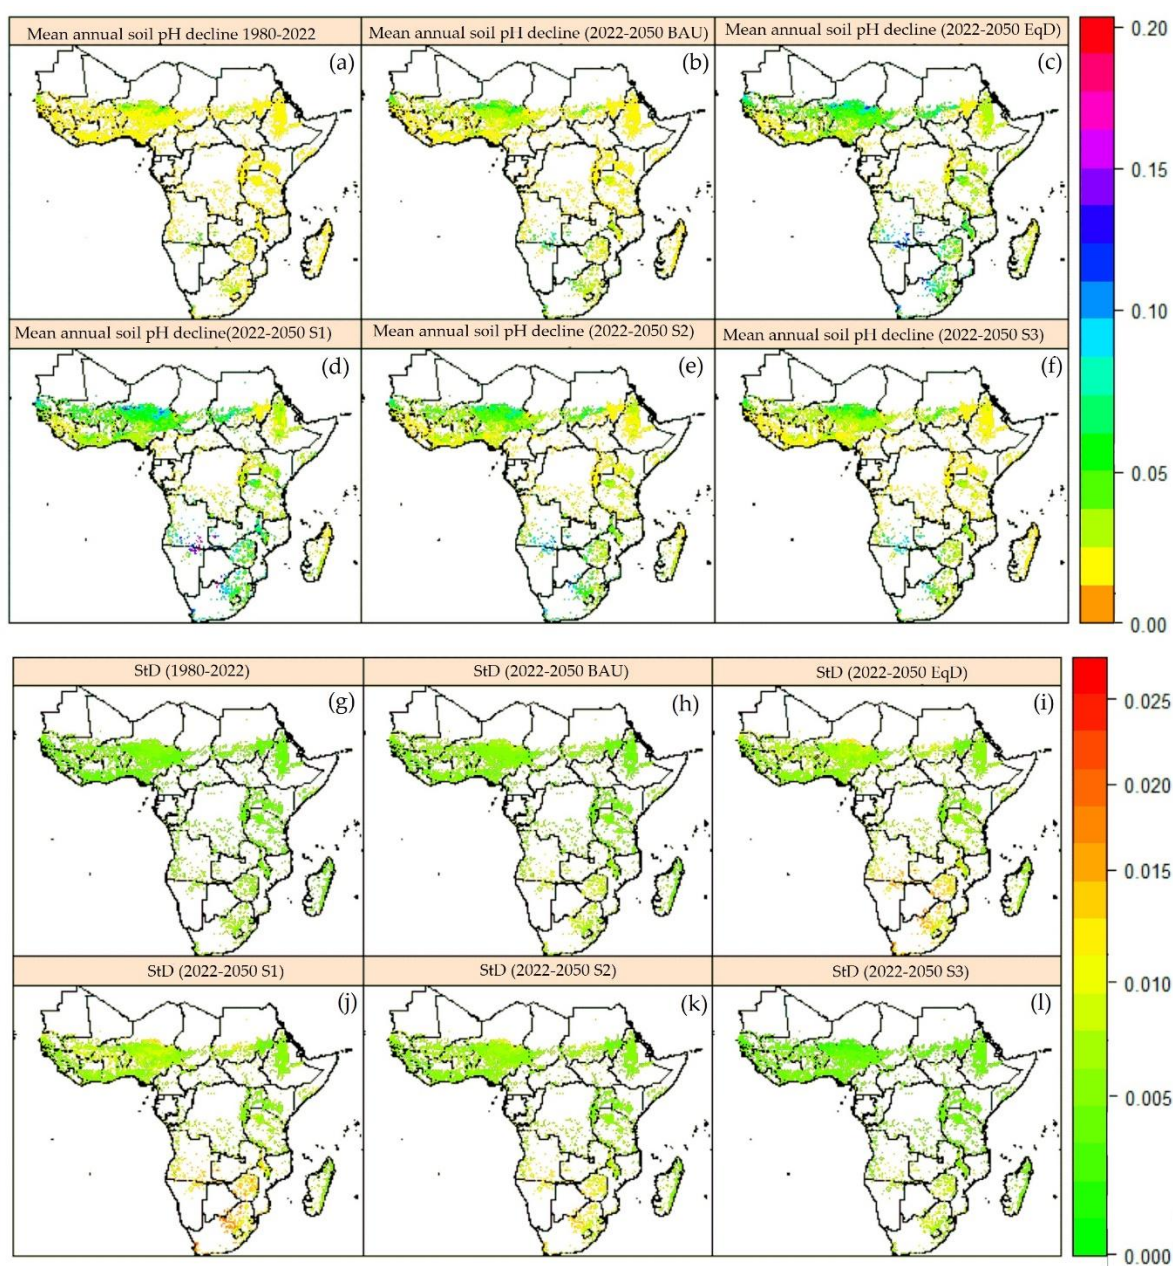 Mean annual soil pH decline 1980-2022
Mean annual soil pH decline (2022-2050 BAU)
Mean annual soil pH decline (2022-2050 EqD)
(a)
(b)
(c)
0.20
0.15
0.10
0.05
0.00
Mean annual soil pH decline(2022-2050 S1)
Mean annual soil pH decline (2022-2050 S2)
Mean annual soil pH decline (2022-2050 S3)
(d)
(e)
(f)
StD (1980-2022)
StD (2022-2050 BAU)
StD (2022-2050 EqD)
(g)
(h)
(i)
0.025
0.020
0.015
0.010
0.005
0.000
StD (2022-2050 S1)
StD (2022-2050 S2)
StD (2022-2050 S3)
(j)
(k)
(l)